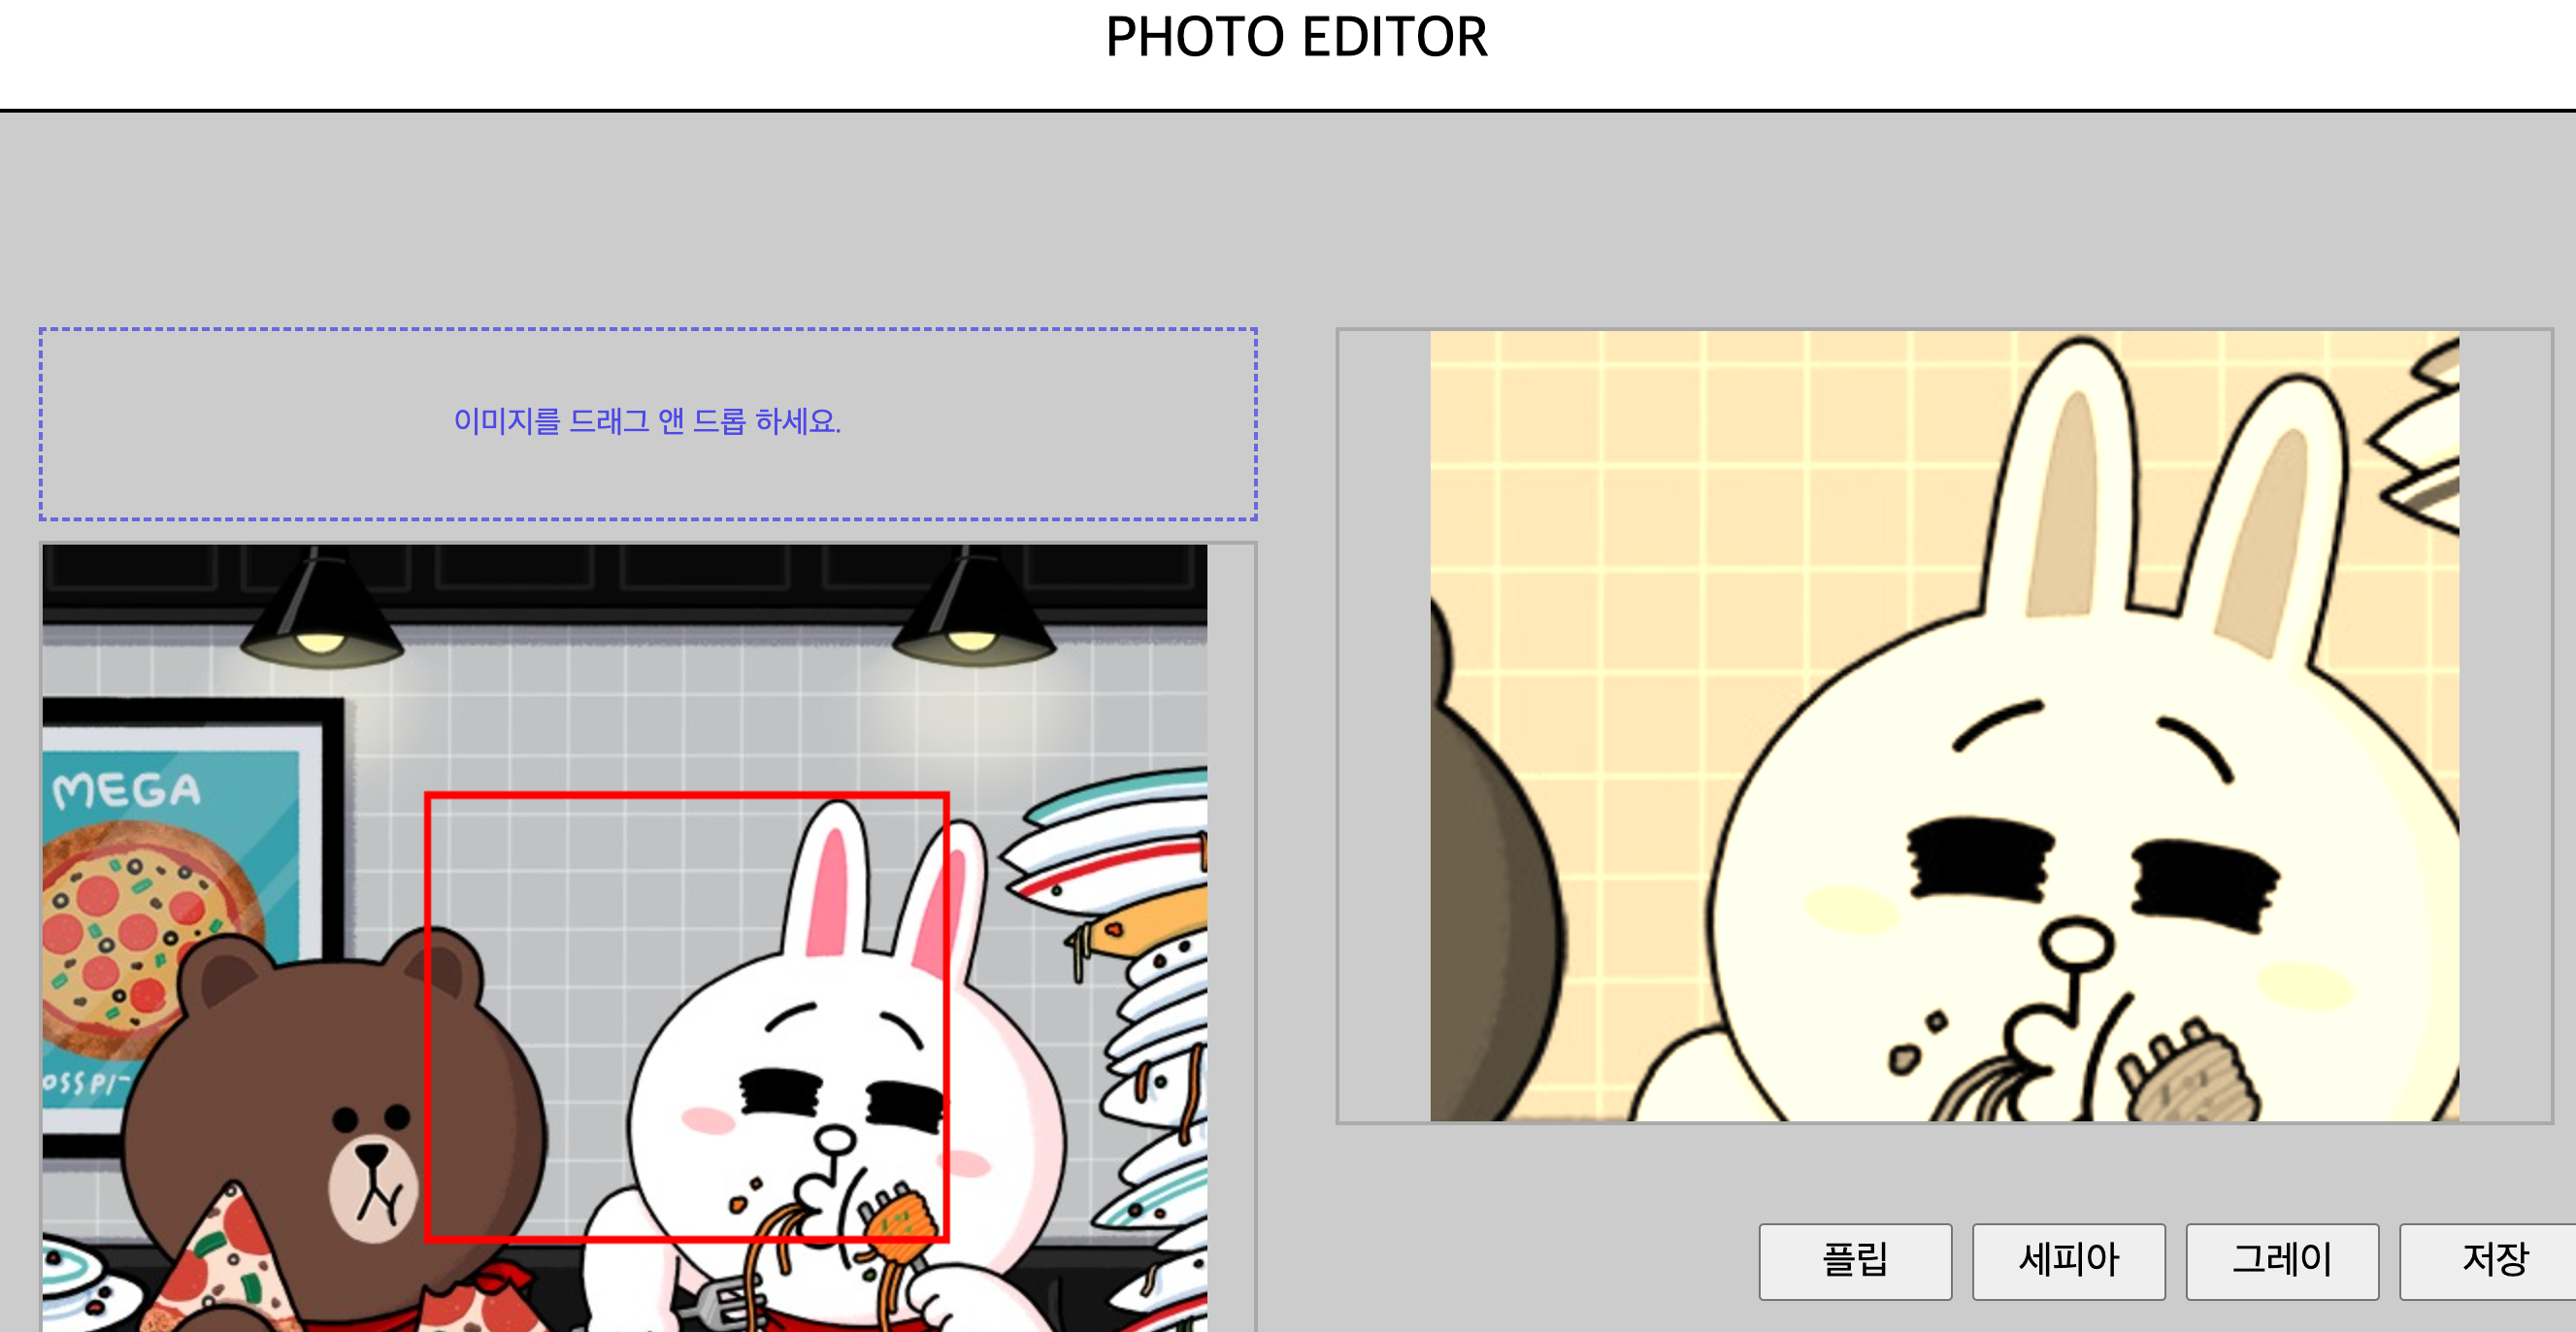 PHOTO EDITOR
이미지를 드래그 앤 드롭 하세요.
MEGA
플립
세피아
그레이
저장